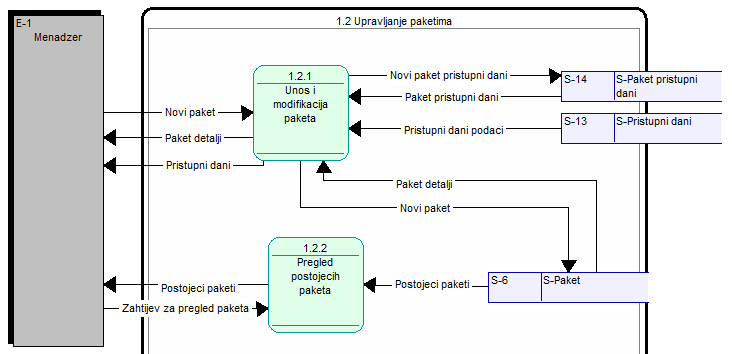 E-1
Menadzer
1.2 Upravljanje paketima
1.2.1
Unos i
modifikacija
paketa
Novi paket pristupni dani
Paket pristupni dani
Pristupni dani podaci
S-14
S-Paket pristupni
dani
S-13
S-Pristupni dani
Novi paket
Paket detalji
Pristupni dani
Paket detalji
Novi paket
1.2.2
Pregled
postojecih
paketa
Postojeci paketi
Zahtijev za pregled paketa
Postojeci paketi
S-6
S-Paket